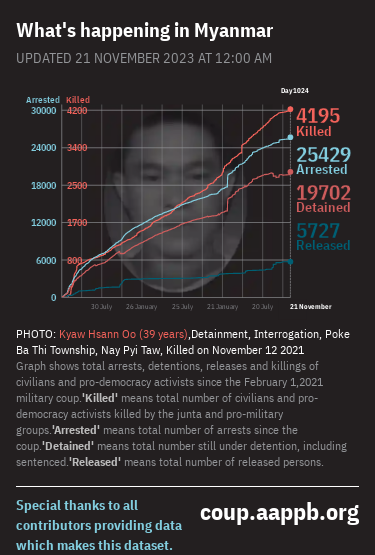 What's happening in Myanmar
UPDATED 21 NOVEMBER 2023 AT 12:00 AM
Day1024
Arrested Killed
30000 4200
4195
Killed
24000 3400
25429
Arrested
18000 2500
19702
Detained
12000 1700
5727
Released
6000 800
0
30 July 26 January 25 July 21 January 20 July 21 November
PHOTO: Kyaw Hsann Oo (39 years),Detainment, Interrogation, Poke
Ba Thi Township, Nay Pyi Taw, Killed on November 12 2021
Graph shows total arrests, detentions, releases and killings of
civilians and pro-democracy activists since the February 1,2021
military coup.'Killed' means total number of civilians and pro-
democracy activists killed by the junta and pro-military
groups.'Arrested' means total number of arrests since the
coup.'Detained' means total number still under detention, including
sentenced.'Released' means total number of released persons.
Special thanks to all
contributors providing data
which makes this dataset.
coup.aappb.org